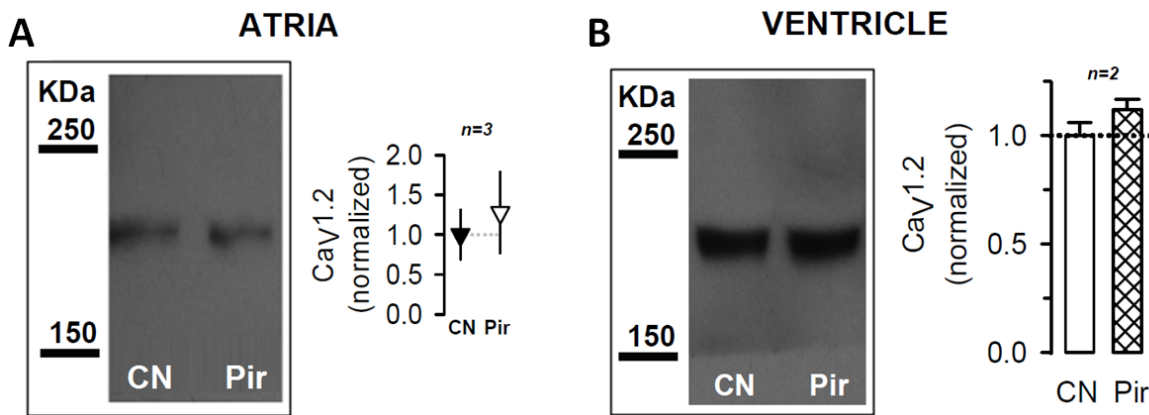 A
ATRIA
KDa
250
150
CN
Pir
n=3
CaV1.2
(normalized)
2.0
1.5
1.0
0.5
0.0
CN Pir
B
VENTRICLE
KDa
250
150
CN
Pir
n=2
CaV1.2
(normalized)
1.0
0.5
0.0
CN Pir